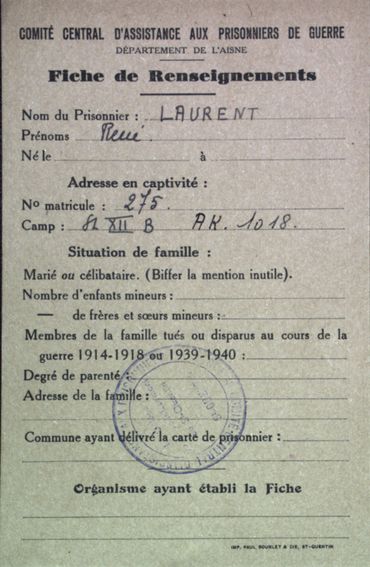 COMITÉ CENTRAL D'ASSISTANCE AUX PRISONNIERS DE GUERRE
DÉPARTEMENT DE L'AISNE
Fiche de Renseignements
Nom du Prisonnier : LAURENT
Prénoms René
Né le à
Adresse en captivité :
No matricule : 275.
Camp : St XII B AK. 1018.
Situation de famille :
Marié ou célibataire. (Biffer la mention inutile).
Nombre d'enfants mineurs :
— de frères et sœurs mineurs :
Membres de la famille tués ou disparus au cours de la
guerre 1914-1918 ou 1939-1940 :
Degré de parenté :
Adresse de la famille :
Commune ayant délivré la carte de prisonnier :
Organisme ayant établi la Fiche
IMP. PAUL BOURLET & CIE, ST-QUENTIN